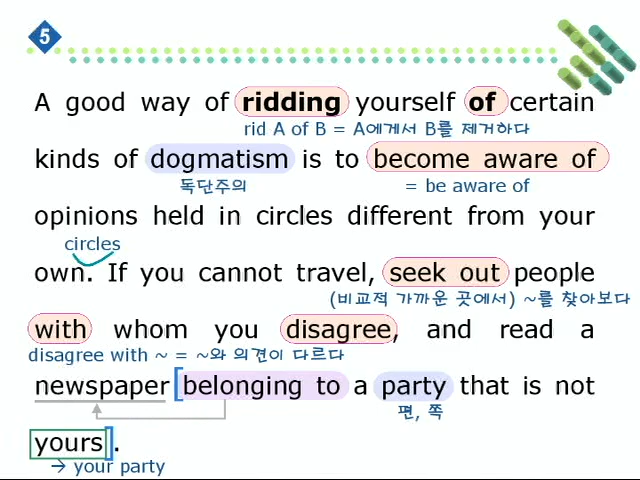 5
A good way of ridding yourself of certain
rid A of B = A에게서 B를 제거하다
kinds of dogmatism is to become aware of
독단주의 = be aware of
opinions held in circles different from your
circles
own. If you cannot travel, seek out people
(비교적 가까운 곳에서) ~를 찾아보다
with whom you disagree, and read a
disagree with ~ = ~와 의견이 다르다
newspaper [belonging to a party that is not
편, 쪽
yours].
→ your party